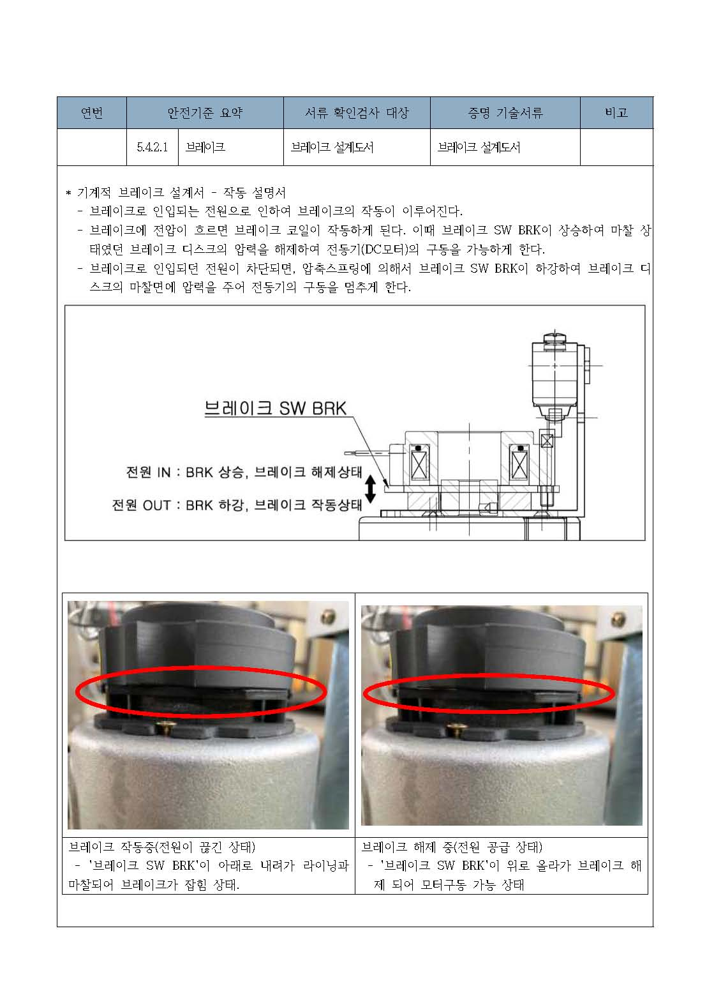 연번 안전기준 요약 서류 확인검사 대상 증명 기술서류 비고
5.4.2.1 브레이크 브레이크 설계도서 브레이크 설계도서
* 기계적 브레이크 설계서 - 작동 설명서
- 브레이크로 인입되는 전원으로 인하여 브레이크의 작동이 이루어진다.
- 브레이크에 전압이 흐르면 브레이크 코일이 작동하게 된다. 이때 브레이크 SW BRK이 상승하여 마찰 상
태였던 브레이크 디스크의 압력을 해제하여 전동기(DC모터)의 구동을 가능하게 한다.
- 브레이크로 인입되던 전원이 차단되면, 압축스프링에 의해서 브레이크 SW BRK이 하강하여 브레이크 디
스크의 마찰면에 압력을 주어 전동기의 구동을 멈추게 한다.
브레이크 SW BRK
전원 IN : BRK 상승, 브레이크 해제상태
전원 OUT : BRK 하강, 브레이크 작동상태
브레이크 작동중(전원이 끊긴 상태)
- '브레이크 SW BRK'이 아래로 내려가 라이닝과
마찰되어 브레이크가 잡힘 상태.
브레이크 해제 중(전원 공급 상태)
- '브레이크 SW BRK'이 위로 올라가 브레이크 해
제 되어 모터구동 가능 상태